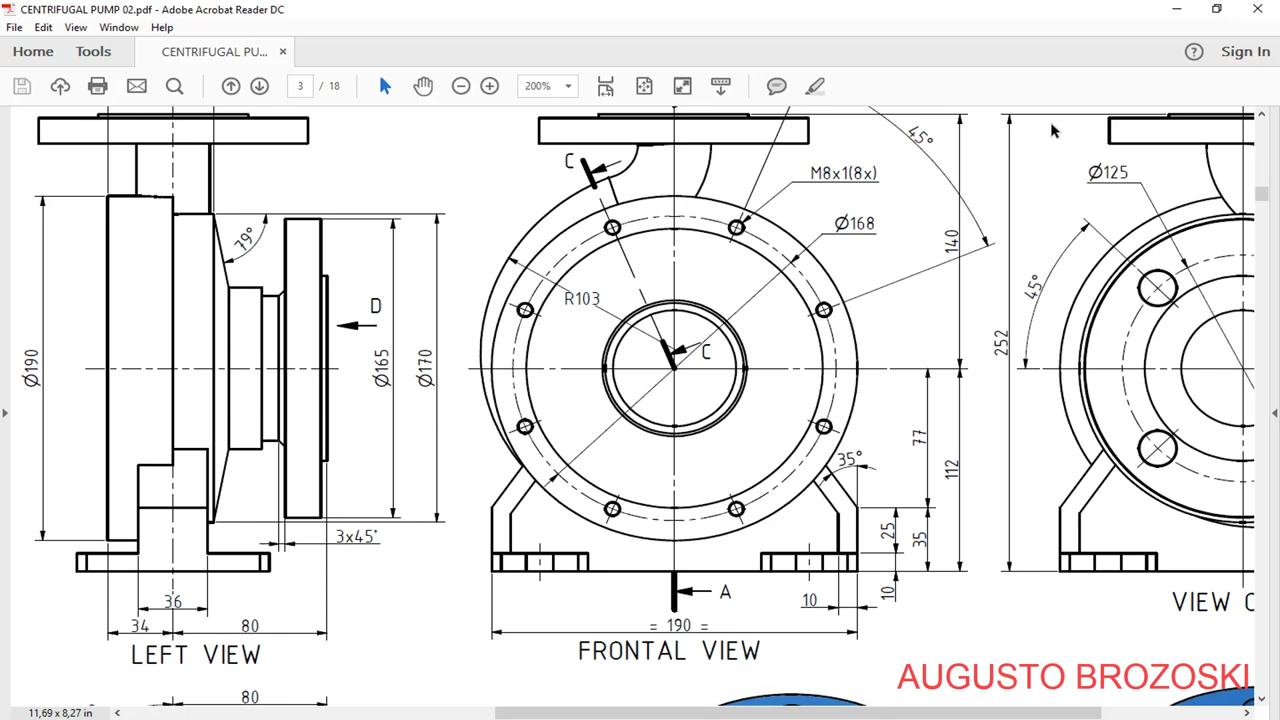 CENTRIFUGAL PUMP 02.pdf - Adobe Acrobat Reader DC
File Edit View Window Help
Home Tools CENTRIFUGAL PU... × Sign In
3 / 18 200%
C
45°
M8x1(8x)
Ø168
140
Ø125
79°
R103
45°
D
C
252
Ø190
Ø165
Ø170
77
35°
112
3x45°
25
35
36
A
10
10
34
80
= 190 =
VIEW
LEFT VIEW
FRONTAL VIEW
AUGUSTO BROZOSKI
80
11,69 x 8,27 in